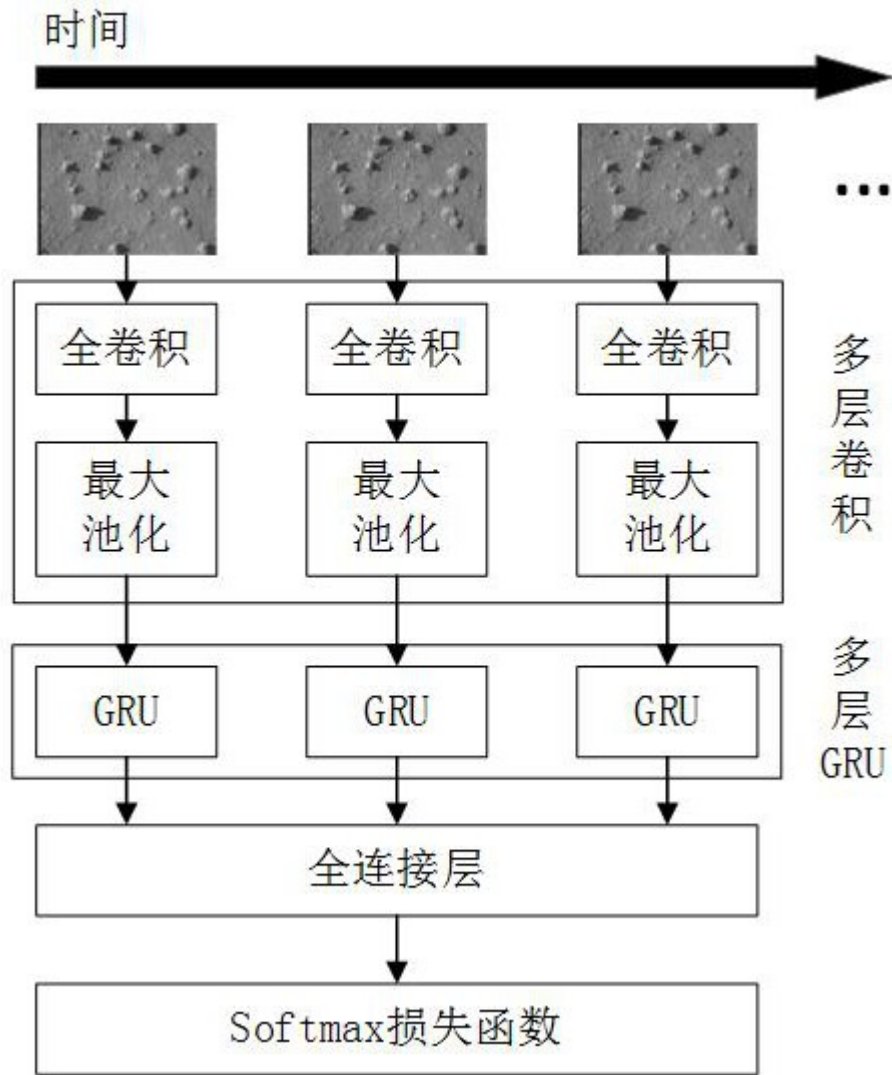 时间
...
全卷积
全卷积
全卷积
最大
池化
最大
池化
最大
池化
多
层
卷
积
GRU
GRU
GRU
多
层
GRU
全连接层
Softmax损失函数